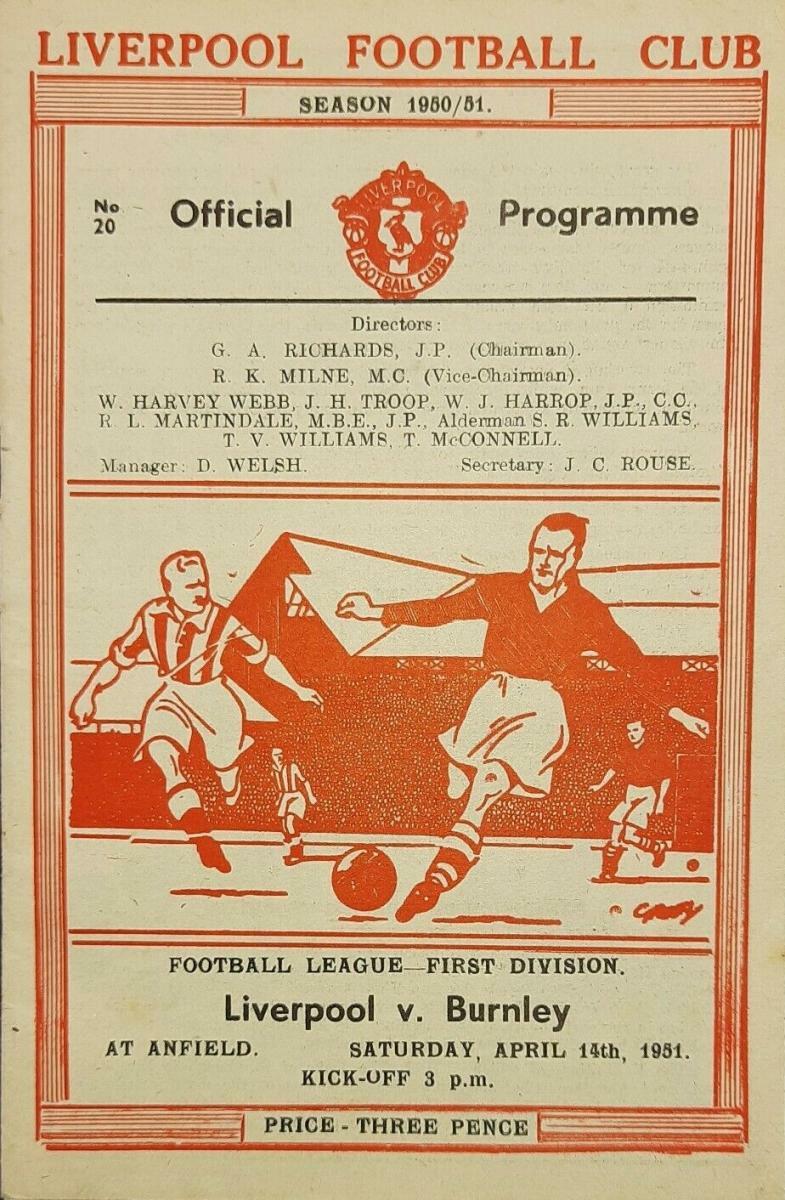 LIVERPOOL FOOTBALL CLUB
SEASON 1950/51.
No 20
Official
LIVERPOOL
FOOTBALL CLUB
Programme
Directors:
G. A. RICHARDS, J.P. (Chairman).
R. K. MILNE, M.C. (Vice-Chairman).
W. HARVEY WEBB, J. H. TROOP, W. J. HARROP, J.P., C.C.,
R. L. MARTINDALE, M.B.E., J.P., Alderman S. R. WILLIAMS,
T. V. WILLIAMS, T. McCONNELL.
Manager: D. WELSH. Secretary: J. C. ROUSE.
FOOTBALL LEAGUE—FIRST DIVISION.
Liverpool v. Burnley
AT ANFIELD. SATURDAY, APRIL 14th, 1951.
KICK-OFF 3 p.m.
PRICE - THREE PENCE